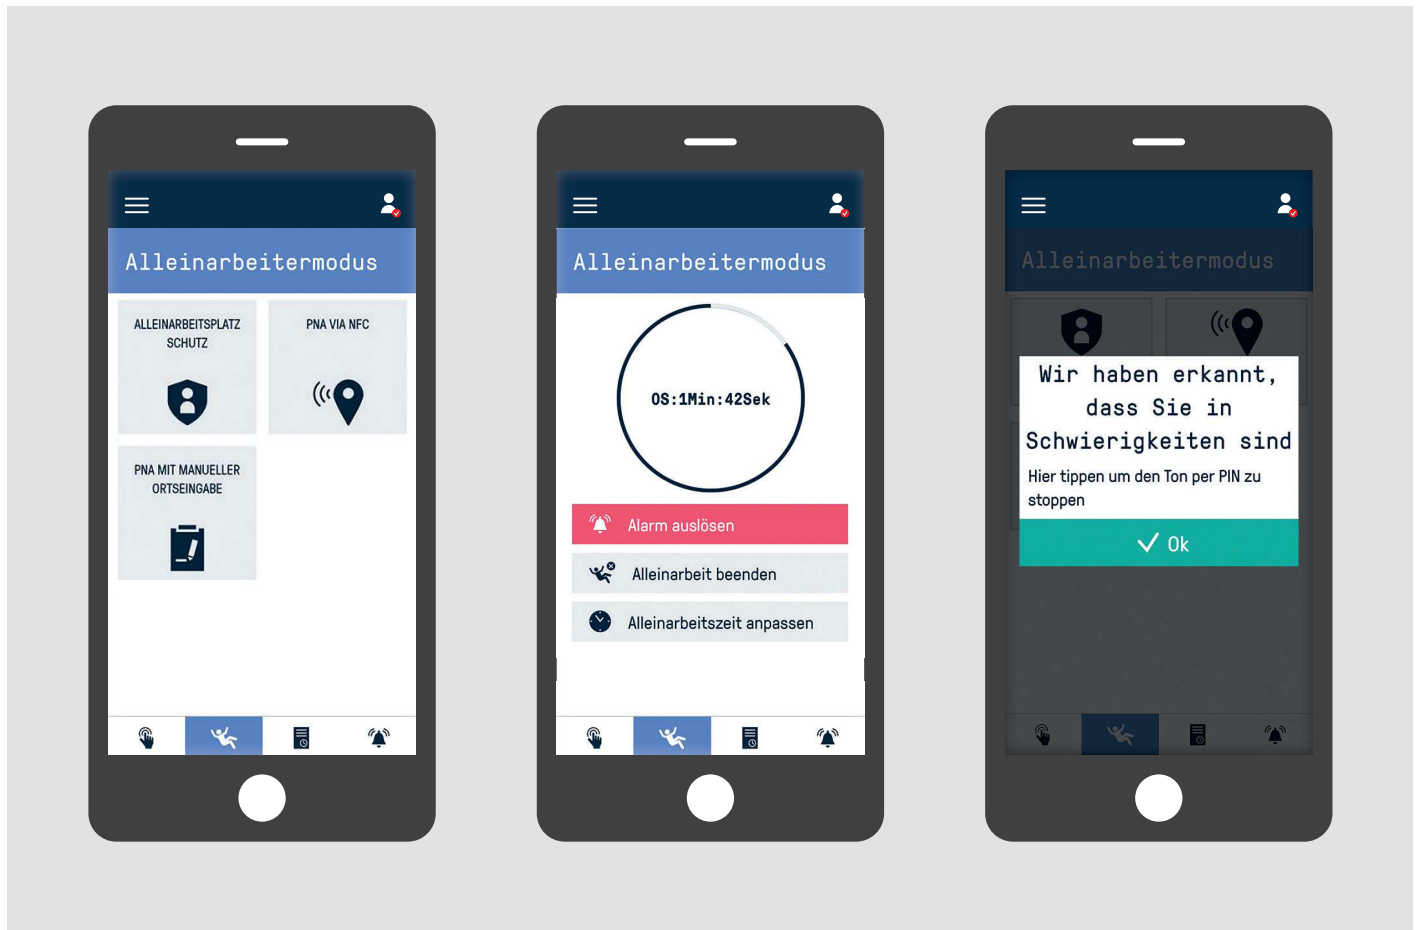 Alleinarbeitermodus
ALLEINARBEITSPLATZ
SCHUTZ
PNA VIA NFC
PNA MIT MANUELLER
ORTSEINGABE
Alleinarbeitermodus
0S:1Min:42Sek
Alarm auslösen
Alleinarbeit beenden
Alleinarbeitszeit anpassen
Alleinarbeitermodus
Wir haben erkannt,
dass Sie in
Schwierigkeiten sind
Hier tippen um den Ton per PIN zu
stoppen
Ok